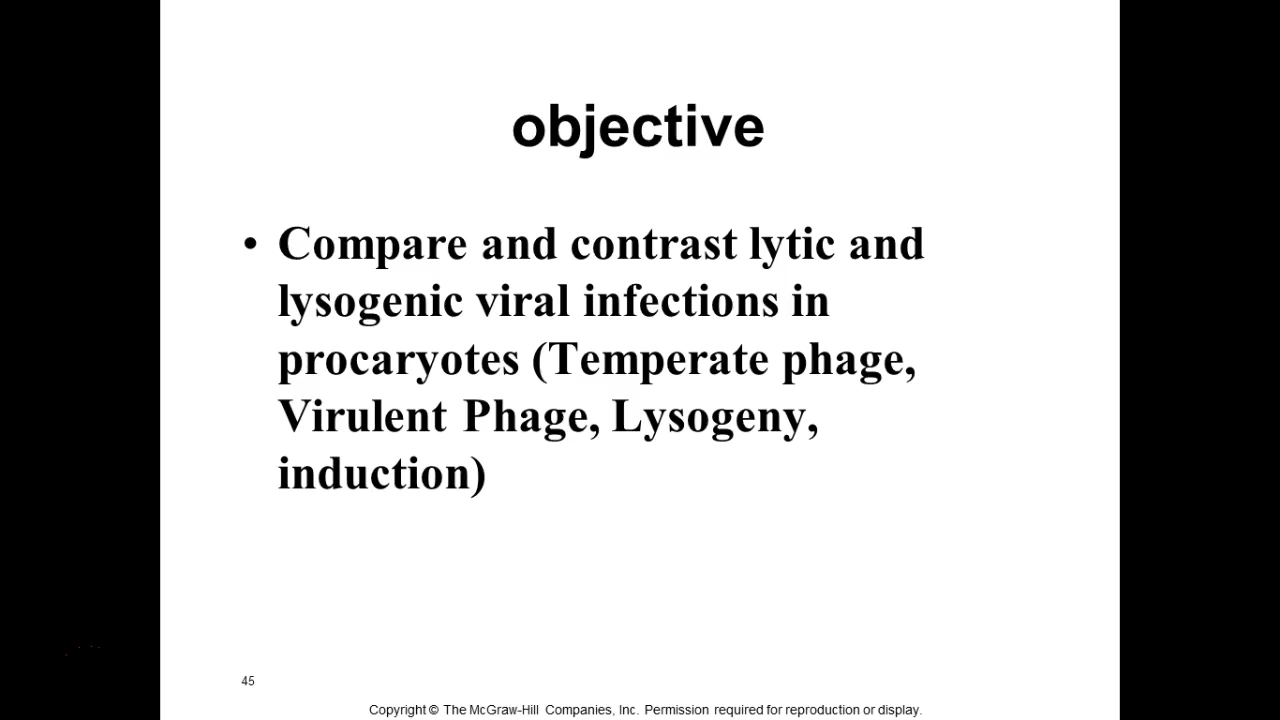 objective
• Compare and contrast lytic and
lysogenic viral infections in
procaryotes (Temperate phage,
Virulent Phage, Lysogeny,
induction)
45
Copyright © The McGraw-Hill Companies, Inc. Permission required for reproduction or display.